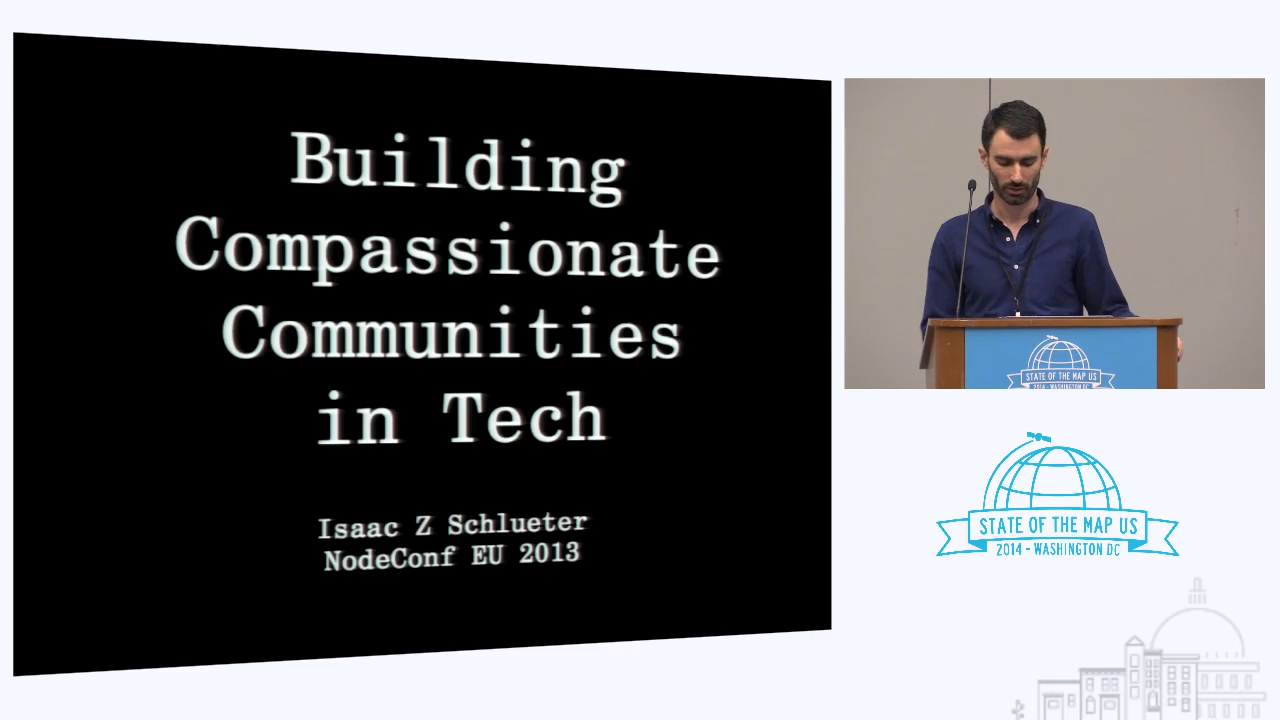 Building
Compassionate
Communities
in Tech
Isaac Z Schlueter
NodeConf EU 2013
STATE OF THE MAP US
2014 - WASHINGTON DC
STATE OF THE MAP US
2014 - WASHINGTON DC